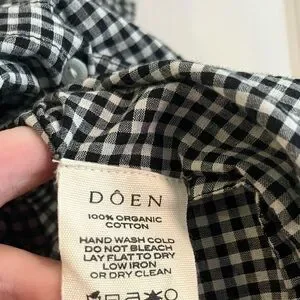 DÔEN
100% ORGANIC
COTTON
HAND WASH COLD
DO NOT BLEACH
LAY FLAT TO DRY
LOW IRON
OR DRY CLEAN